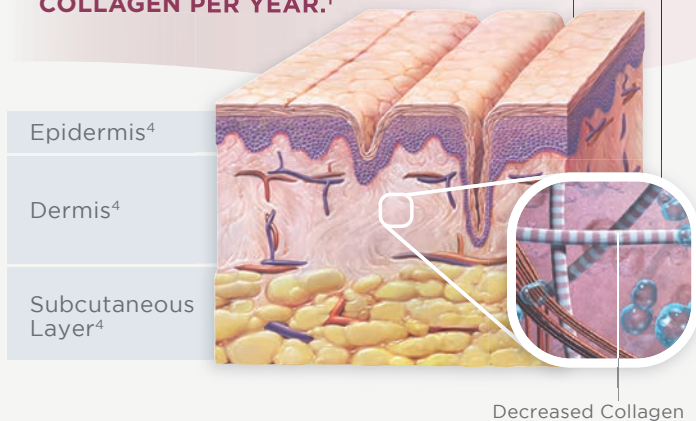 COLLAGEN PER YEAR.¹
Epidermis⁴
Dermis⁴
Subcutaneous
Layer⁴
Decreased Collagen